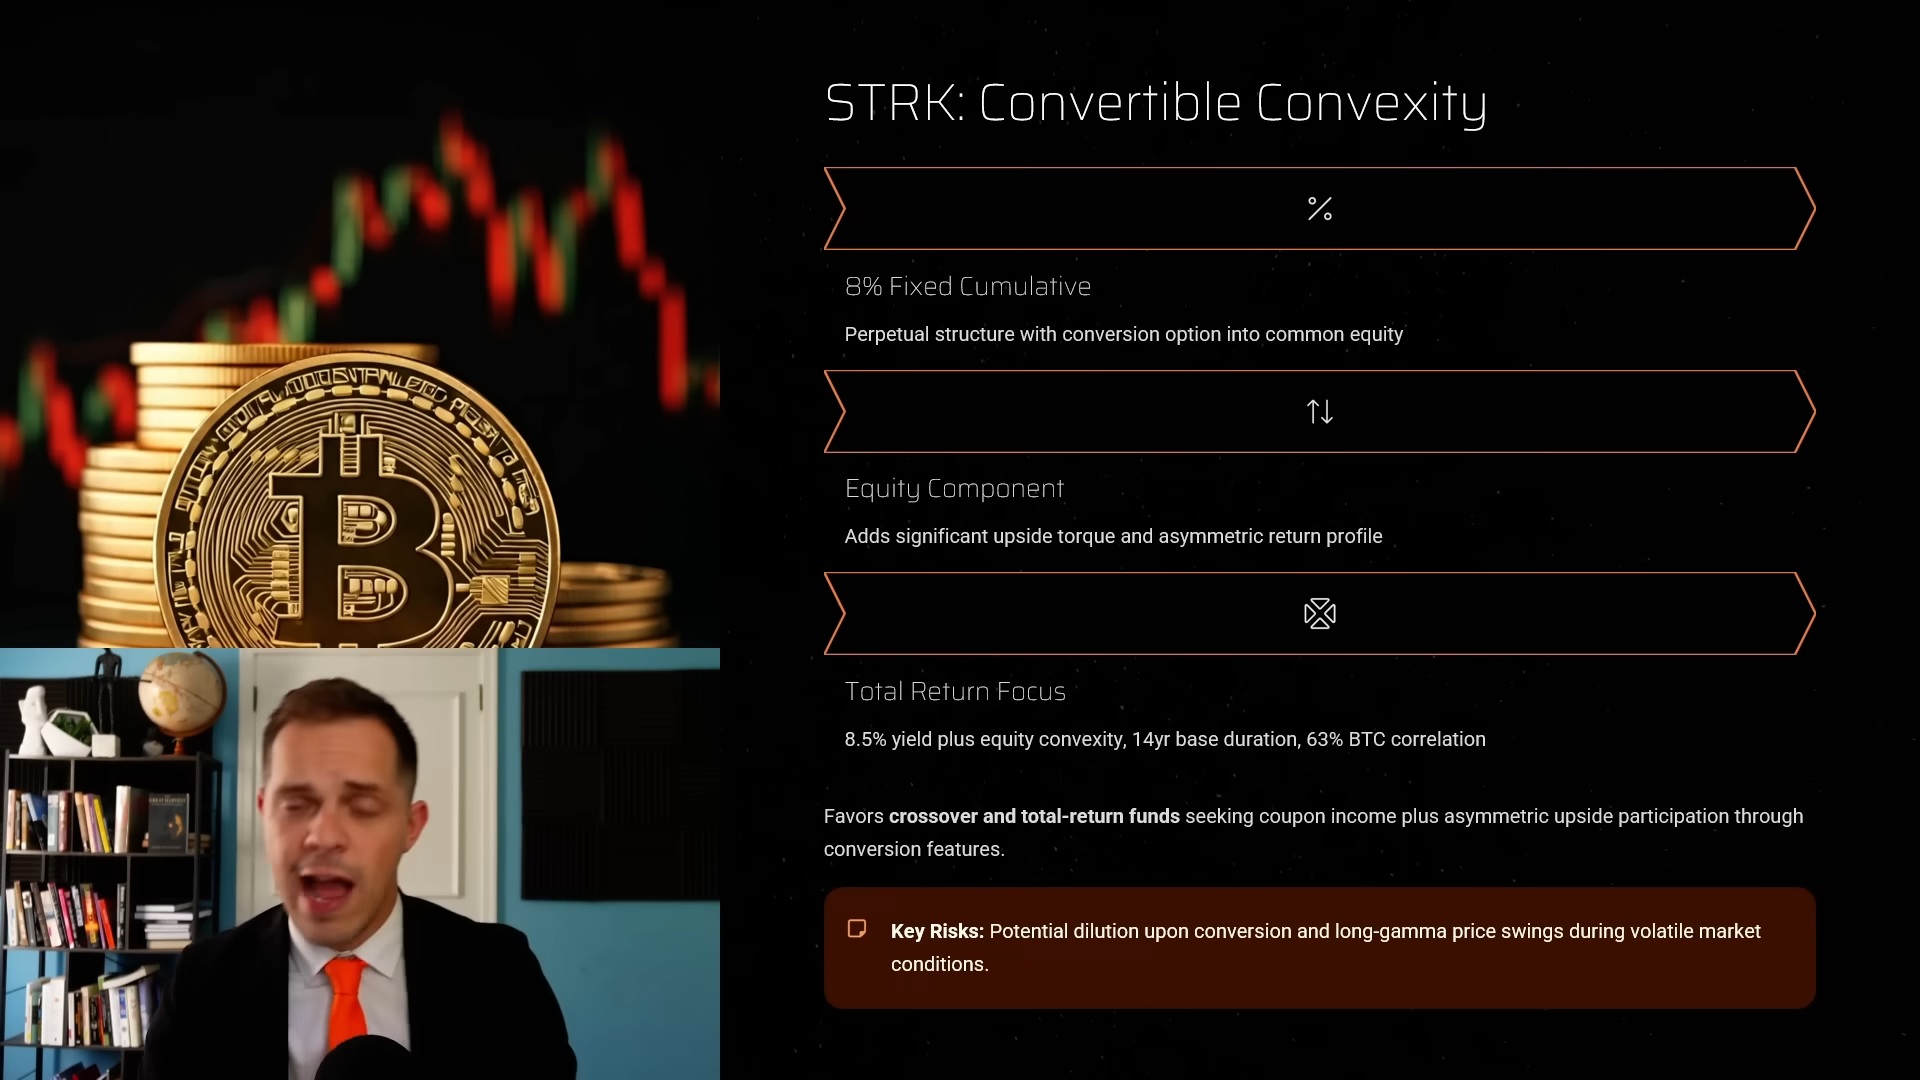 STRK: Convertible Convexity
8% Fixed Cumulative
Perpetual structure with conversion option into common equity
Equity Component
Adds significant upside torque and asymmetric return profile
Total Return Focus
8.5% yield plus equity convexity, 14yr base duration, 63% BTC correlation
Favors crossover and total-return funds seeking coupon income plus asymmetric upside participation through
conversion features.
Key Risks: Potential dilution upon conversion and long-gamma price swings during volatile market
conditions.